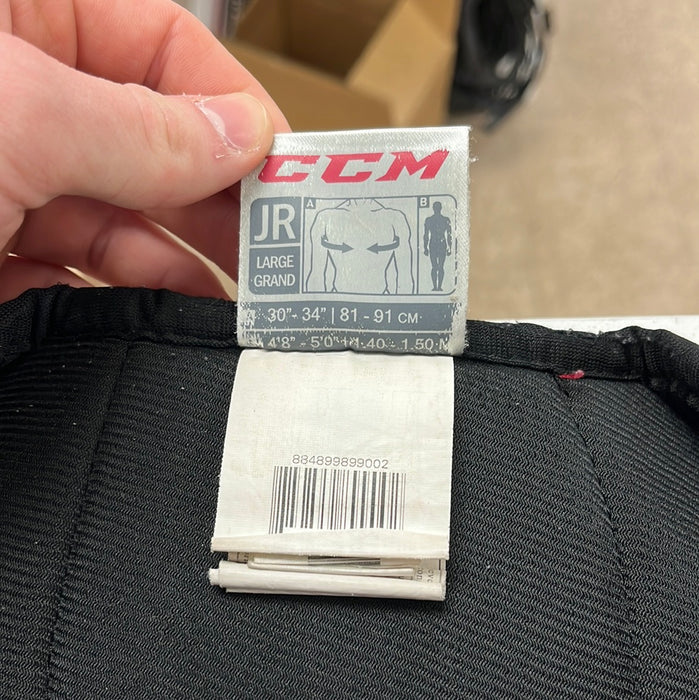 CCM
JR
LARGE
GRAND
A
B
30"- 34" | 81 - 91 CM
4'8" - 5'0" 1.40 - 1.50 M
884899899002